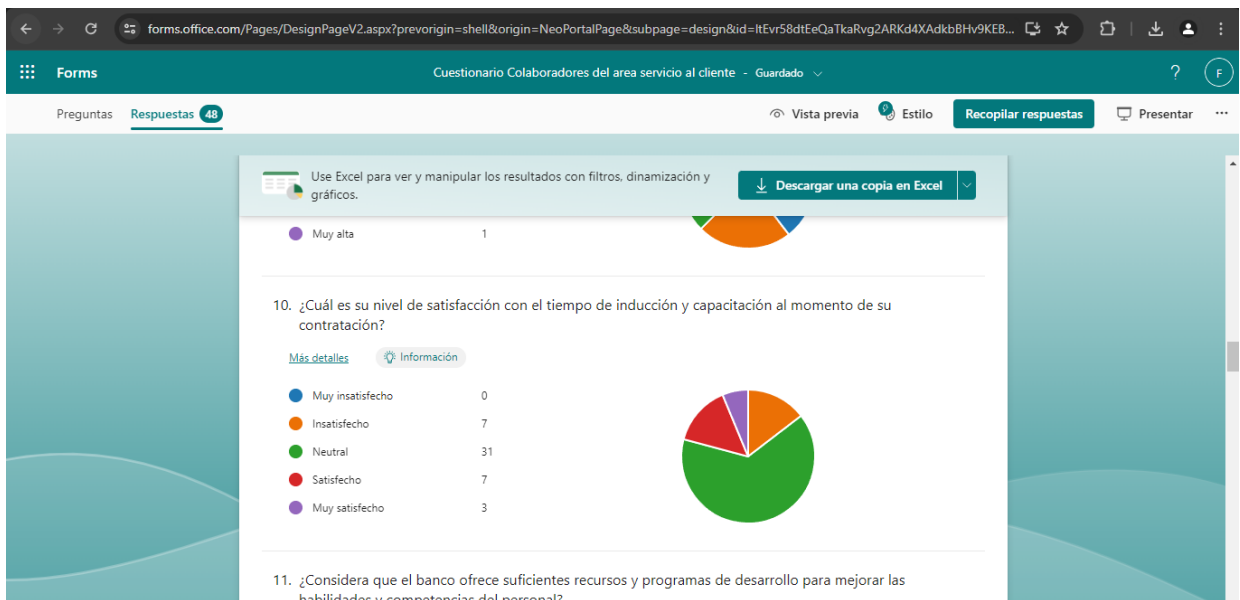 forms.office.com/Pages/DesignPageV2.aspx?prevorigin=shell&origin=NeoPortalPage&subpage=design&id=ItEvr58dtEeQaTkaRvg2ARKd4XAdkbBHv9KEB...
Forms
Cuestionario Colaboradores del area servicio al cliente - Guardado
?
F
Preguntas
Respuestas 48
Vista previa
Estilo
Recopilar respuestas
Presentar
...
Use Excel para ver y manipular los resultados con filtros, dinamización y
gráficos.
Descargar una copia en Excel
Muy alta 1
10. ¿Cuál es su nivel de satisfacción con el tiempo de inducción y capacitación al momento de su
contratación?
Más detalles
Información
Muy insatisfecho 0
Insatisfecho 7
Neutral 31
Satisfecho 7
Muy satisfecho 3
11. ¿Considera que el banco ofrece suficientes recursos y programas de desarrollo para mejorar las
habilidades y competencias del personal?